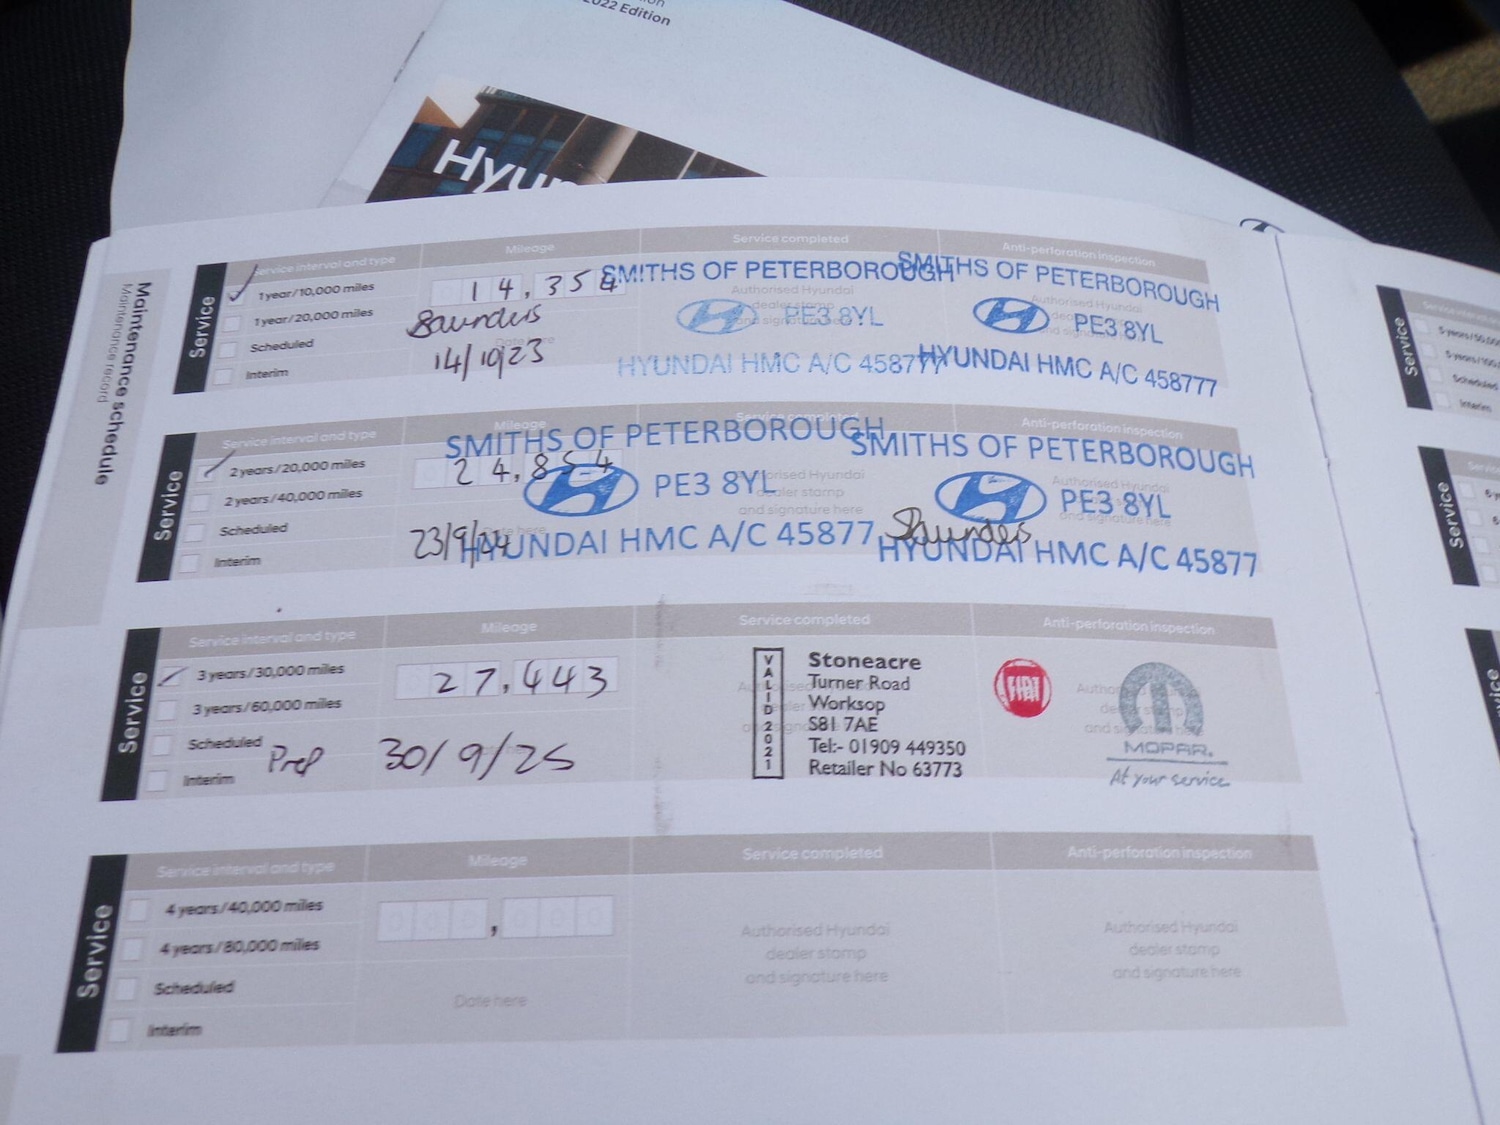 2022 Edition
Hyun
Maintenance schedule
Maintenance record
Service
Service interval and type
Mileage
Service completed
Anti-perforation inspection
1 year/10,000 miles
1 year/20,000 miles
Scheduled
Interim
14,354
Saunders
14/10/23
SMITHS OF PETERBOROUGH
PE3 8YL
HYUNDAI HMC A/C 458777
SMITHS OF PETERBOROUGH
PE3 8YL
HYUNDAI HMC A/C 458777
Service
Service interval and type
Mileage
Service completed
Anti-perforation inspection
2 years/20,000 miles
2 years/40,000 miles
Scheduled
Interim
24,854
23/9/24
SMITHS OF PETERBOROUGH
PE3 8YL
HYUNDAI HMC A/C 45877
SMITHS OF PETERBOROUGH
PE3 8YL
Saunders
HYUNDAI HMC A/C 45877
Service
Service interval and type
Mileage
Service completed
Anti-perforation inspection
3 years/30,000 miles
3 years/60,000 miles
Scheduled
Interim
27,443
Prep
30/9/25
VALID 2021
Stoneacre
Turner Road
Worksop
S81 7AE
Tel:- 01909 449350
Retailer No 63773
FIAT
MOPAR.
At your service
Service
Service interval and type
Mileage
Service completed
Anti-perforation inspection
4 years/40,000 miles
4 years/80,000 miles
Scheduled
Interim
000,000
Date here
Authorised Hyundai
dealer stamp
and signature here
Authorised Hyundai
dealer stamp
and signature here
Service
Service